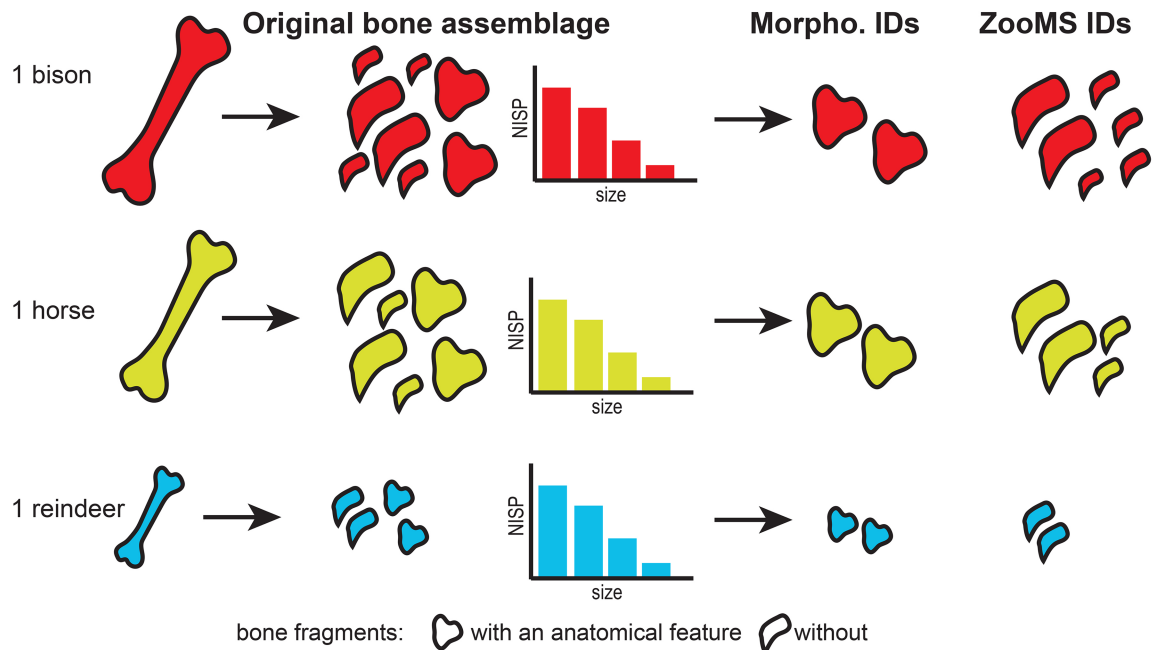 Original bone assemblage
Morpho. IDs
ZooMS IDs
1 bison
NISP
size
1 horse
NISP
size
1 reindeer
NISP
size
bone fragments: with an anatomical feature without